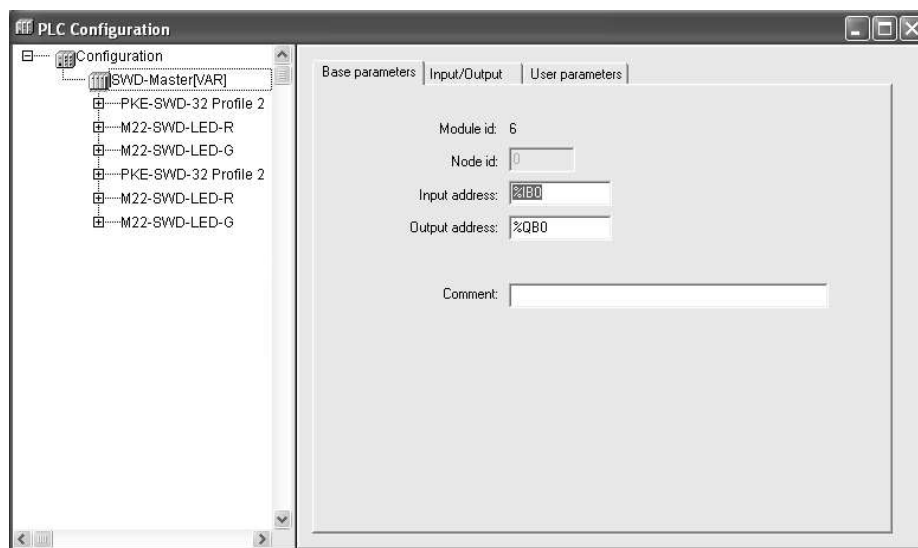 PLC Configuration
Configuration
SWD-Master[VAR]
PKE-SWD-32 Profile 2
M22-SWD-LED-R
M22-SWD-LED-G
PKE-SWD-32 Profile 2
M22-SWD-LED-R
M22-SWD-LED-G
Base parameters Input/Output User parameters
Module id: 6
Node id: 0
Input address: %IB0
Output address: %QB0
Comment: